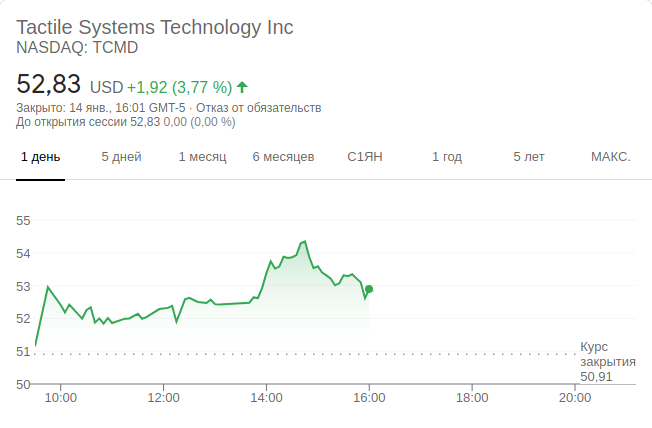 Tactile Systems Technology Inc
NASDAQ: TCMD
52,83 USD +1,92 (3,77 %)
Закрыто: 14 янв., 16:01 GMT-5 · Отказ от обязательств
До открытия сессии 52,83 0,00 (0,00 %)
1 день 5 дней 1 месяц 6 месяцев С1ЯН 1 год 5 лет МАКС.
55
54
53
52
51
Курс
закрытия
50,91
50
10:00 12:00 14:00 16:00 18:00 20:00